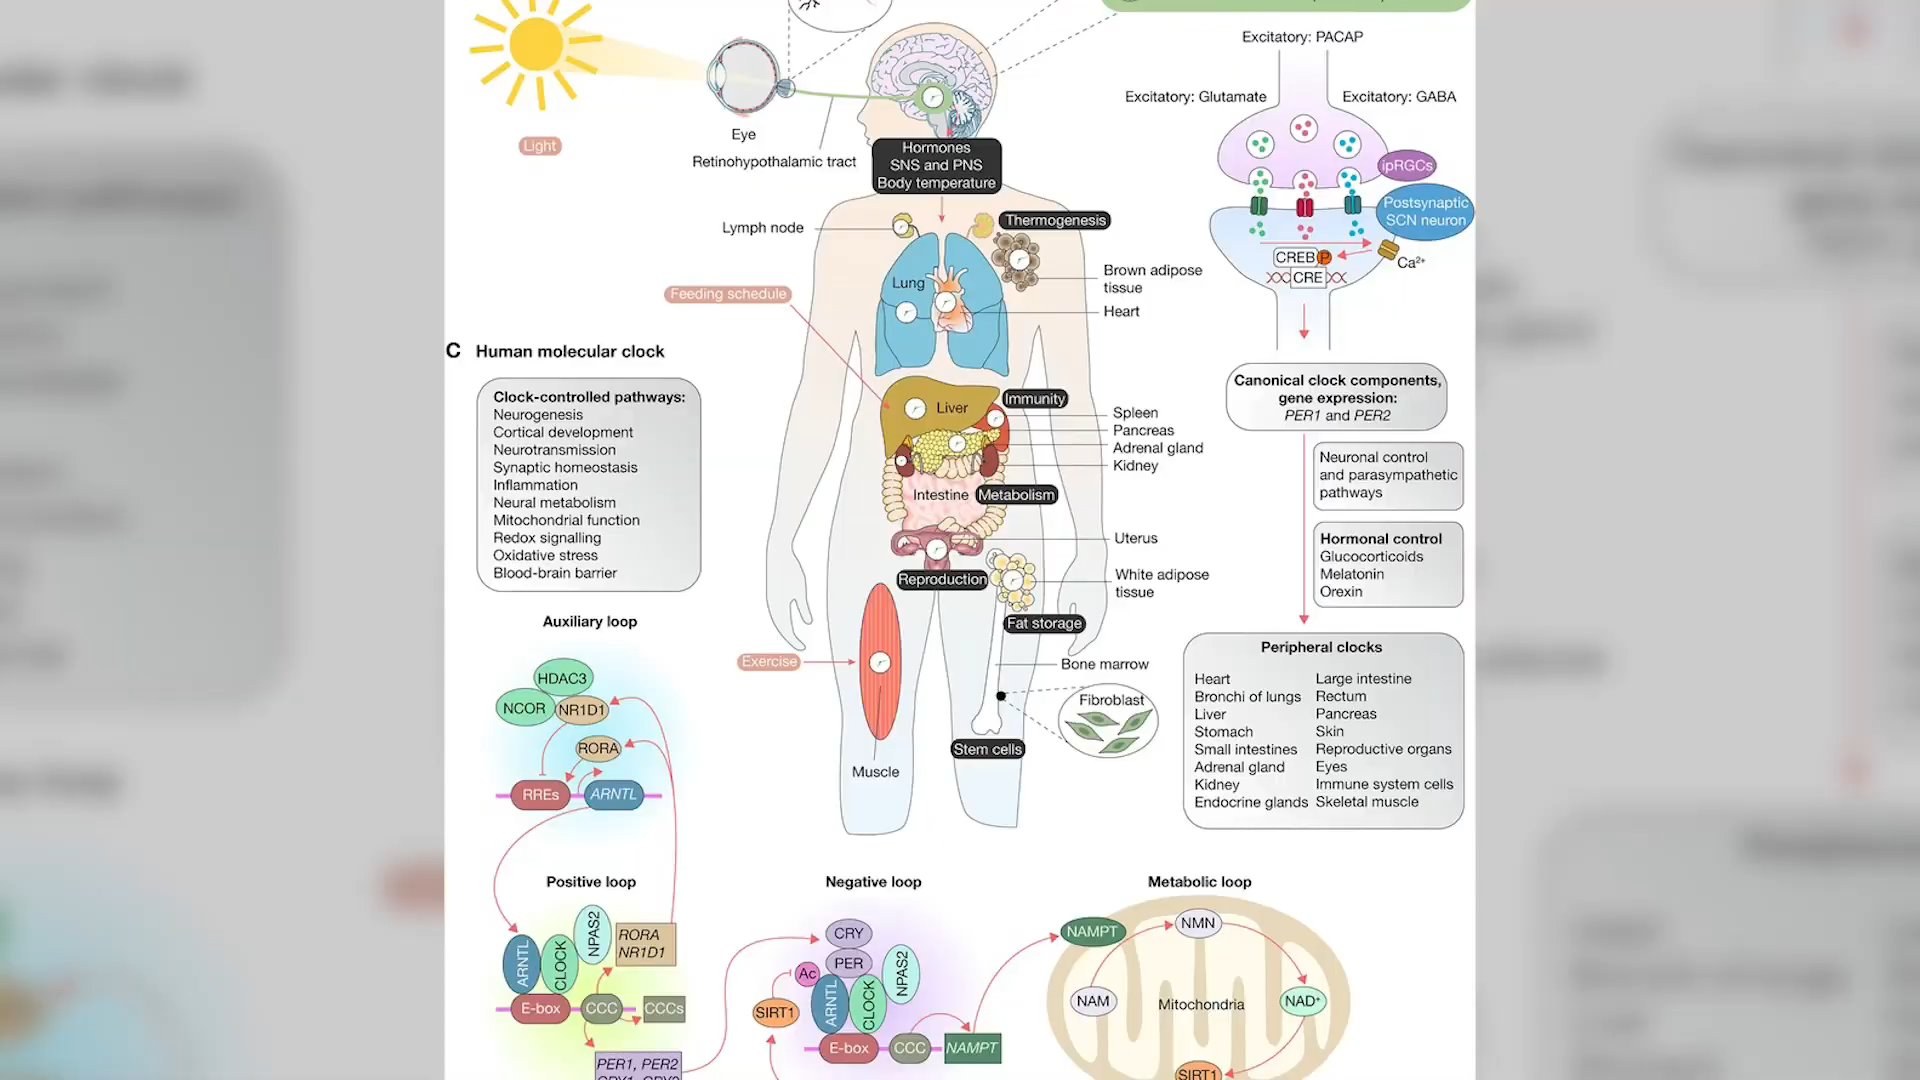 Excitatory: PACAP
Excitatory: Glutamate
Excitatory: GABA
Light
Eye
Retinohypothalamic tract
Hormones
SNS and PNS
Body temperature
ipRGCs
Postsynaptic
SCN neuron
CREB
P
CRE
Ca²⁺
Lymph node
Thermogenesis
Lung
Brown adipose
tissue
Heart
Feeding schedule
C Human molecular clock
Clock-controlled pathways:
Neurogenesis
Cortical development
Neurotransmission
Synaptic homeostasis
Inflammation
Neural metabolism
Mitochondrial function
Redox signalling
Oxidative stress
Blood-brain barrier
Liver
Immunity
Spleen
Pancreas
Adrenal gland
Kidney
Intestine
Metabolism
Uterus
Reproduction
White adipose
tissue
Fat storage
Exercise
Bone marrow
Fibroblast
Stem cells
Muscle
Canonical clock components,
gene expression:
PER1 and PER2
Neuronal control
and parasympathetic
pathways
Hormonal control
Glucocorticoids
Melatonin
Orexin
Peripheral clocks
Heart
Bronchi of lungs
Liver
Stomach
Small intestines
Adrenal gland
Kidney
Endocrine glands
Large intestine
Rectum
Pancreas
Skin
Reproductive organs
Eyes
Immune system cells
Skeletal muscle
Auxiliary loop
HDAC3
NCOR
NR1D1
RORA
RREs
ARNTL
Positive loop
ARNTL
CLOCK
NPAS2
RORA
NR1D1
E-box
CCC
CCCs
PER1, PER2
Negative loop
CRY
PER
Ac
SIRT1
ARNTL
CLOCK
NPAS2
E-box
CCC
NAMPT
Metabolic loop
NAMPT
NMN
NAM
Mitochondria
NAD⁺
SIRT1